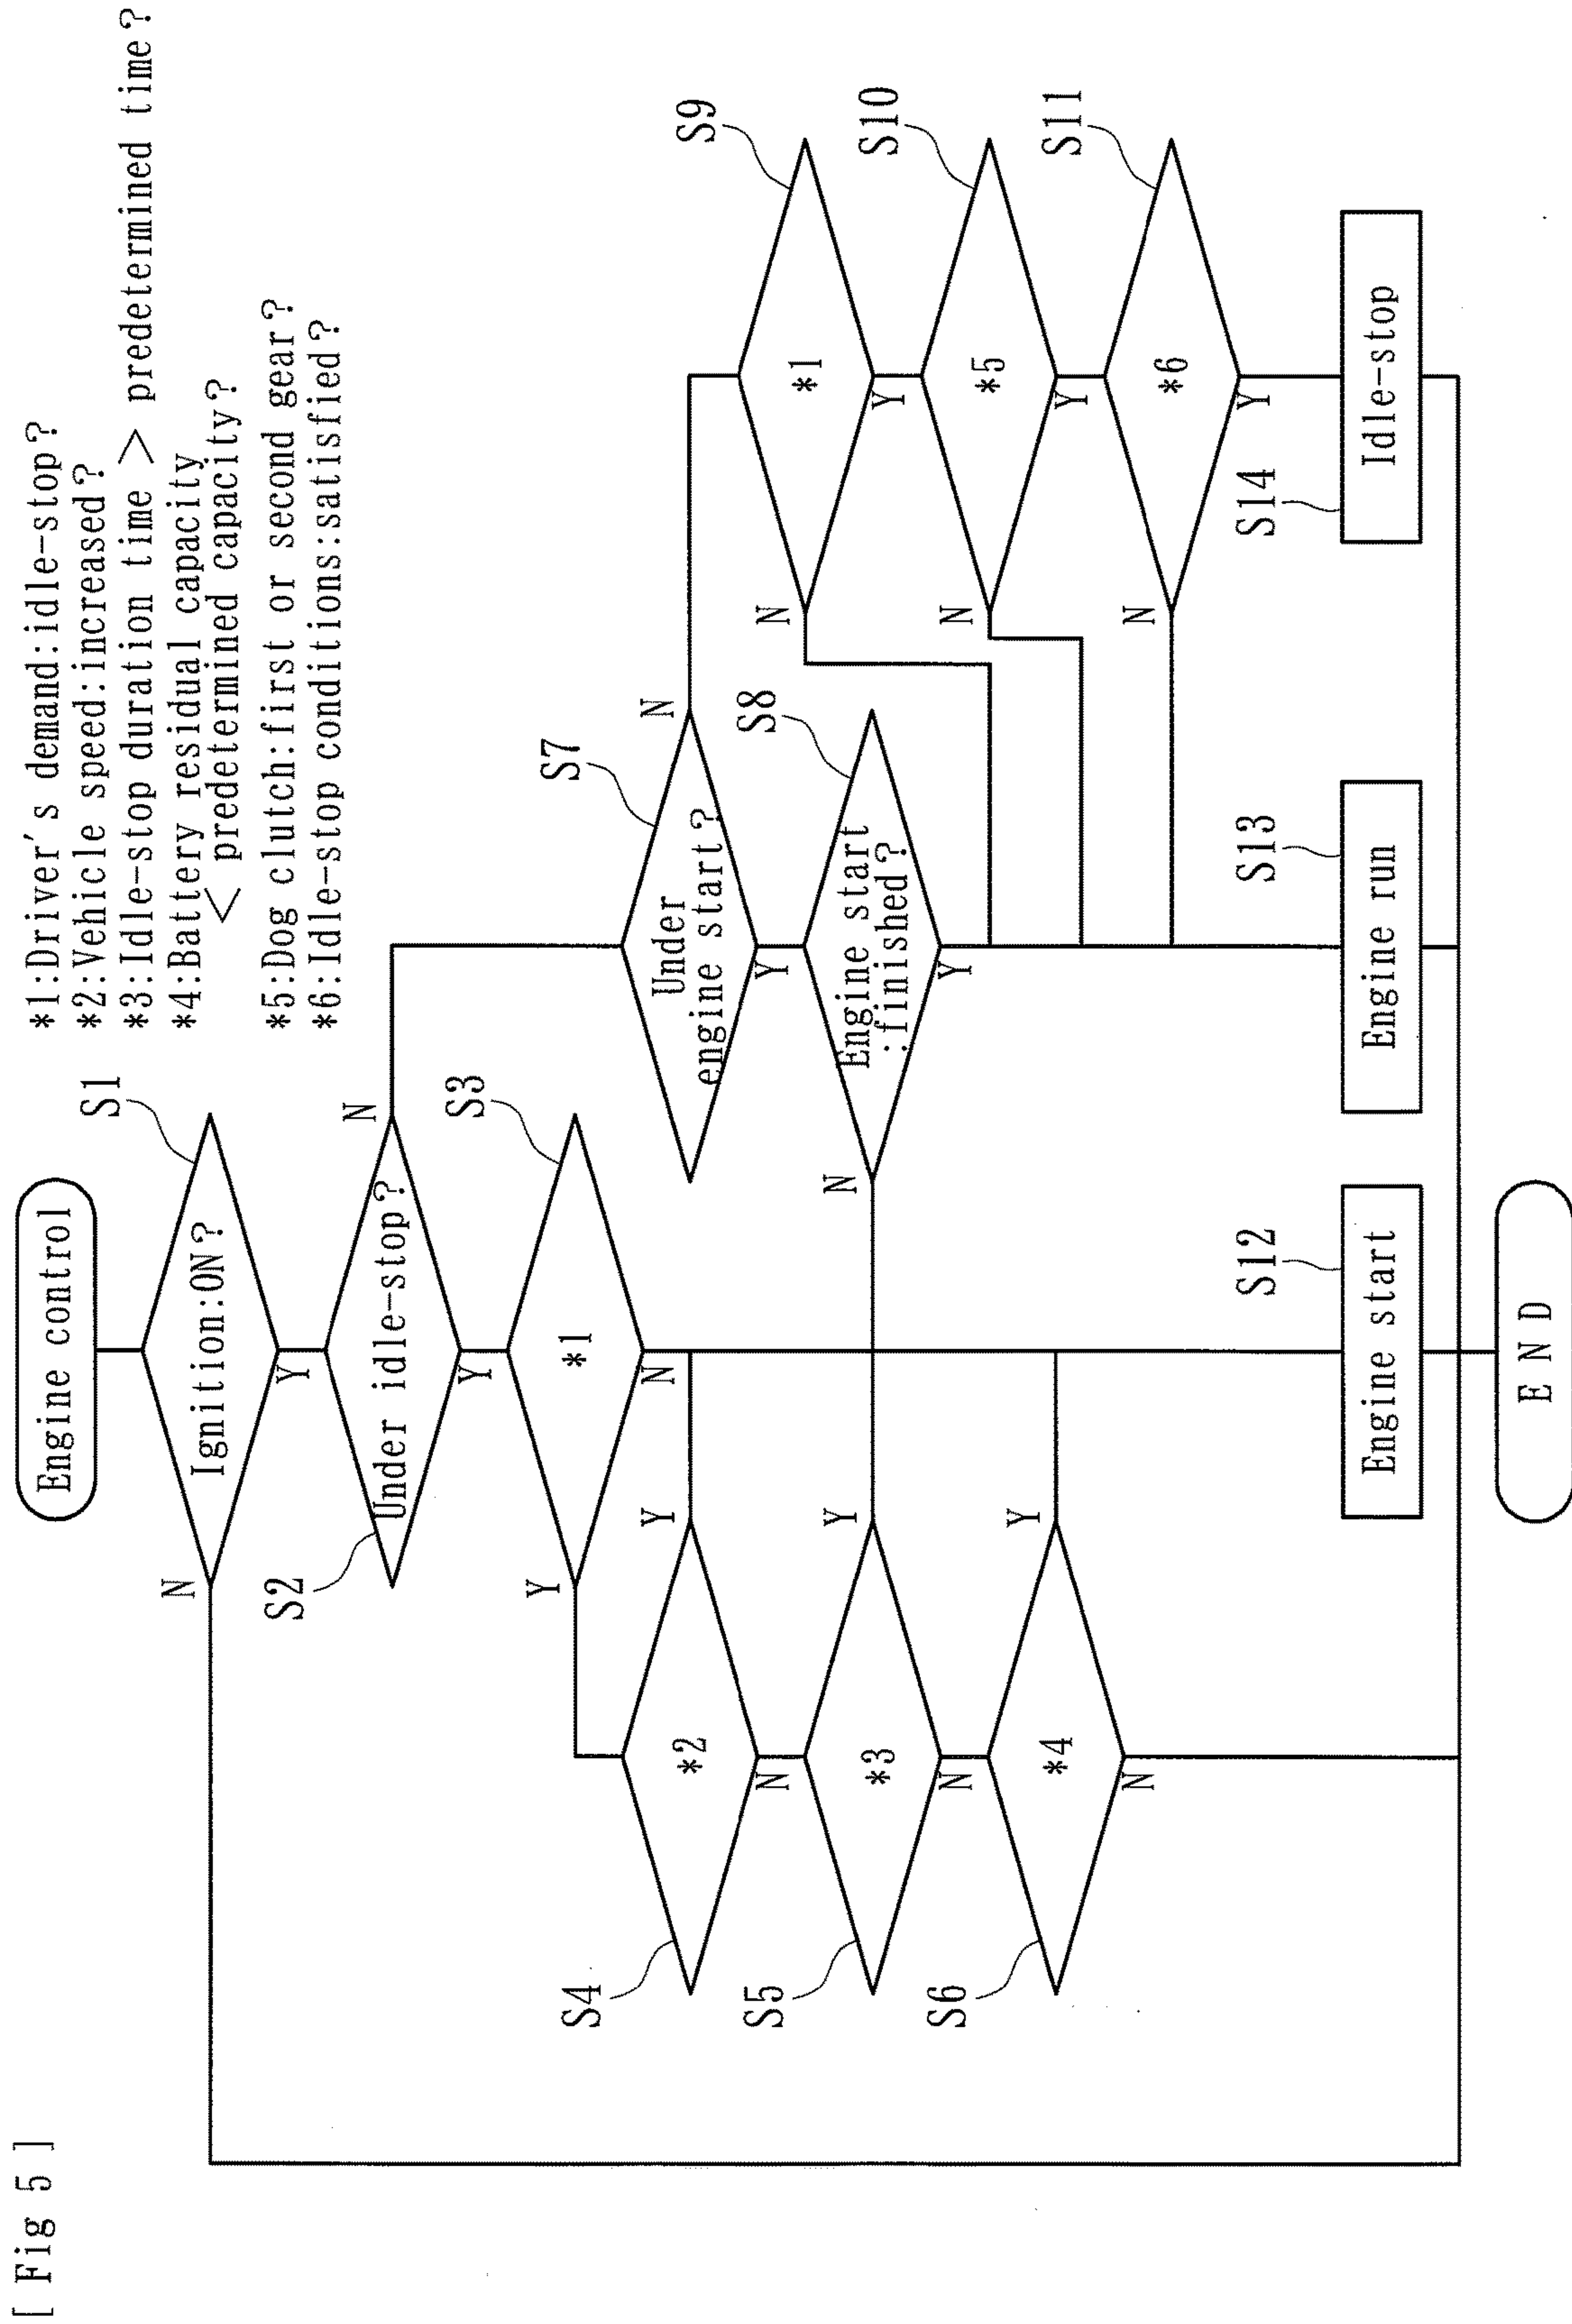 [ Fig 5 ]
Engine control
*1:Driver's demand:idle-stop?
*2:Vehicle speed:increased?
*3:Idle-stop duration time > predetermined time?
*4:Battery residual capacity
< predetermined capacity?
*5:Dog clutch:first or second gear?
*6:Idle-stop conditions:satisfied?
S1
Ignition:ON?
N
Y
S2
Under idle-stop?
N
Y
S3
*1
Y
N
S4
*2
Y
N
S5
*3
Y
N
S6
*4
Y
N
S7
Under
engine start?
N
Y
S8
Engine start
:finished?
N
Y
S9
*1
N
Y
S10
*5
N
Y
S11
*6
N
Y
S12
Engine start
S13
Engine run
S14
Idle-stop
E N D